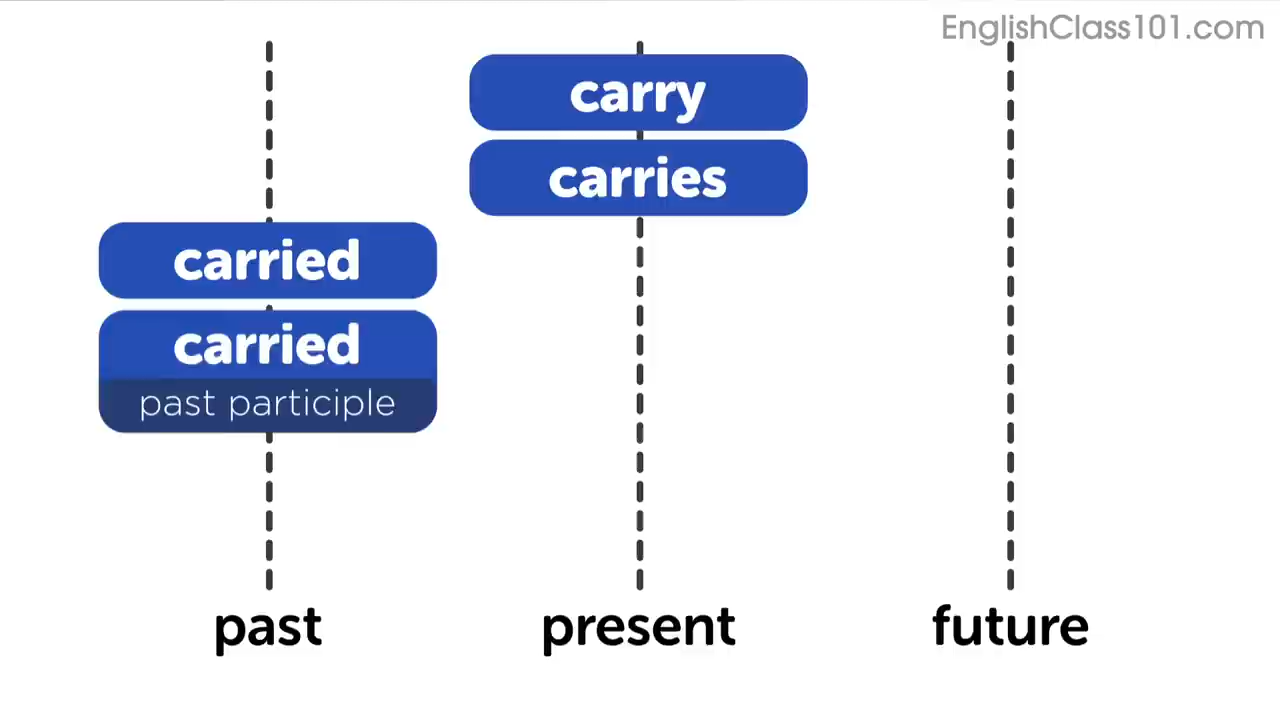 EnglishClass101.com
carry
carries
carried
carried
past participle
past
present
future